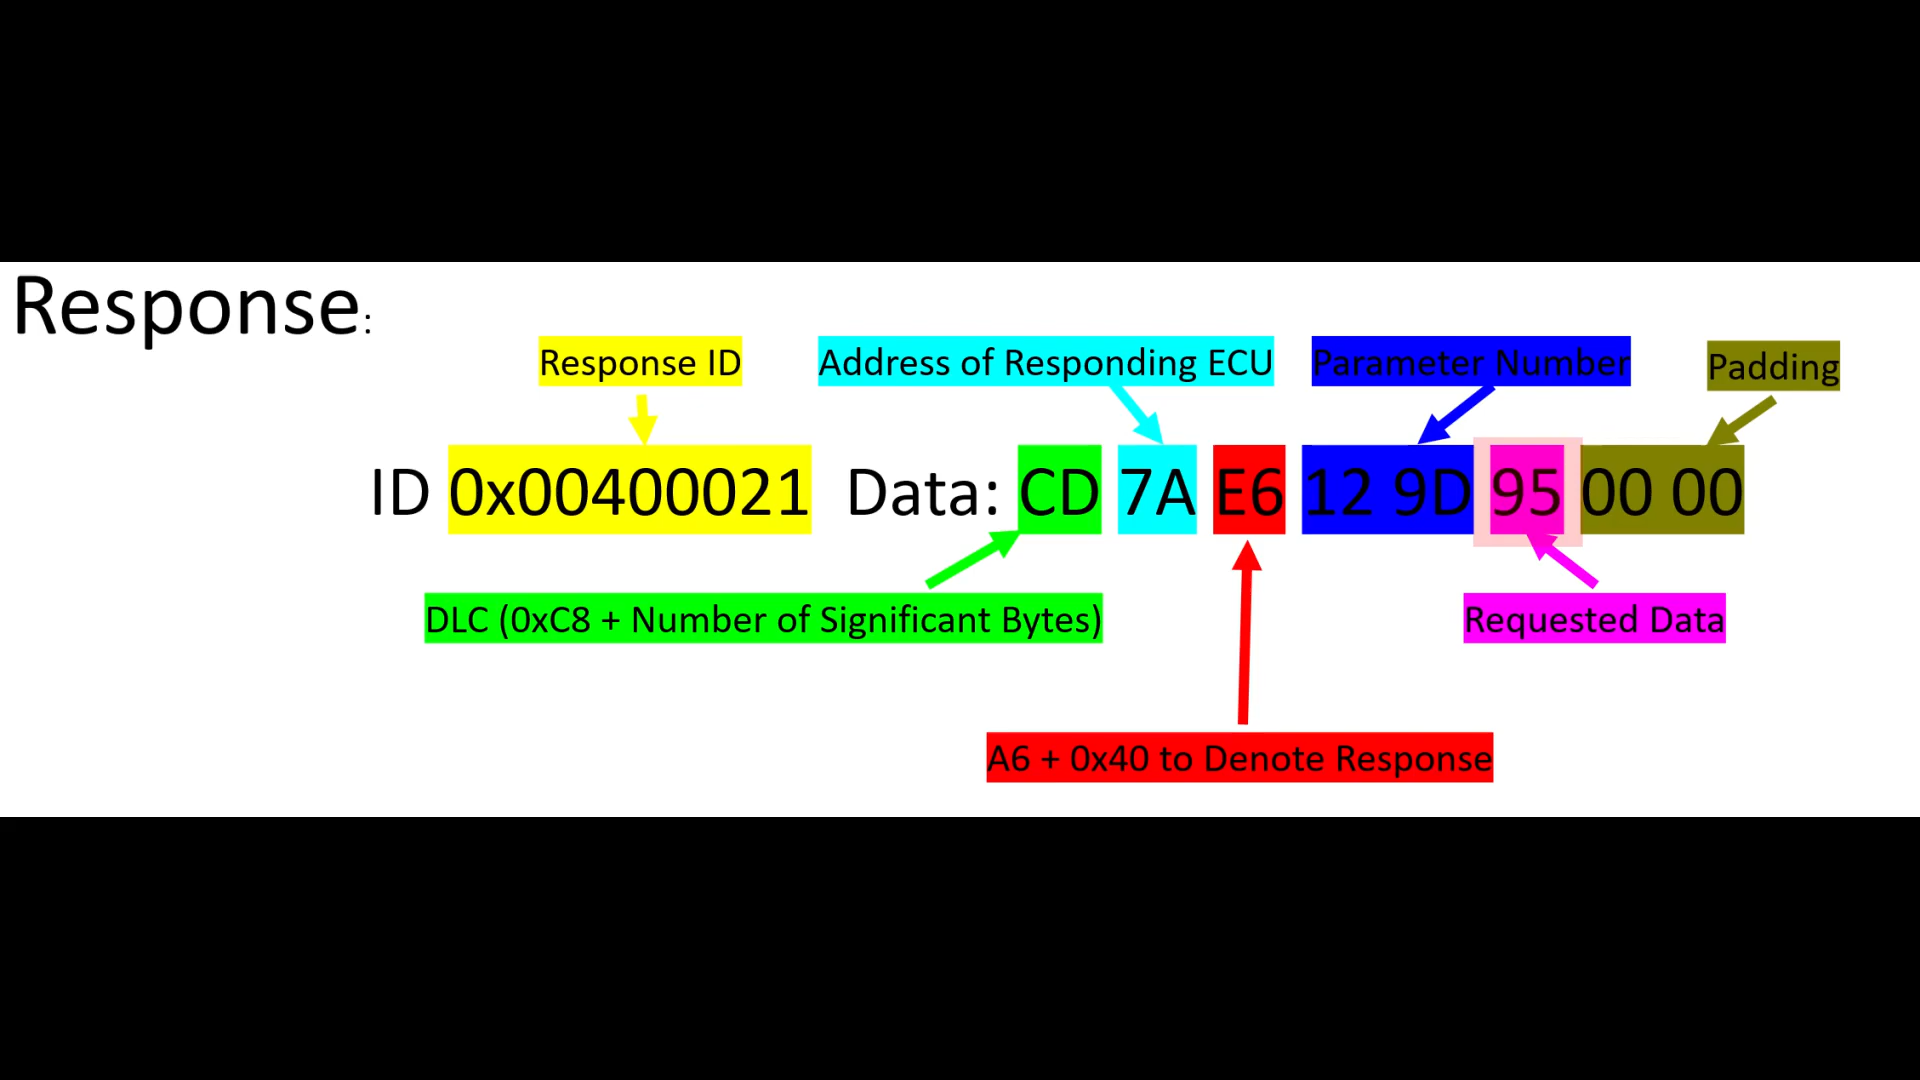 Response:
Response ID
Address of Responding ECU
Parameter Number
Padding
ID 0x00400021 Data: CD 7A E6 12 9D 95 00 00
DLC (0xC8 + Number of Significant Bytes)
Requested Data
A6 + 0x40 to Denote Response